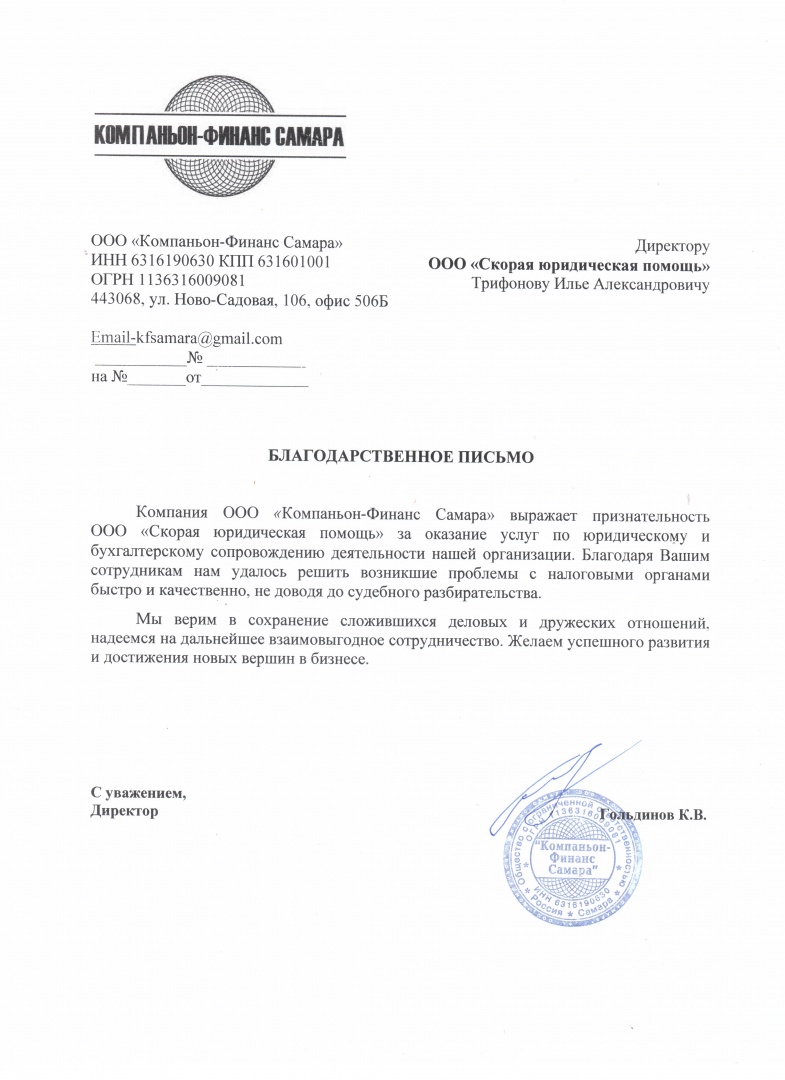 КОМПАНЬОН-ФИНАНС САМАРА
ООО «Компаньон-Финанс Самара»
ИНН 6316190630 КПП 631601001
ОГРН 1136316009081
443068, ул. Ново-Садовая, 106, офис 506Б
Email-kfsamara@gmail.com
___________№ ____________
на №_______от_____________
Директору
ООО «Скорая юридическая помощь»
Трифонову Илье Александровичу
БЛАГОДАРСТВЕННОЕ ПИСЬМО
Компания ООО «Компаньон-Финанс Самара» выражает признательность
ООО «Скорая юридическая помощь» за оказание услуг по юридическому и
бухгалтерскому сопровождению деятельности нашей организации. Благодаря Вашим
сотрудникам нам удалось решить возникшие проблемы с налоговыми органами
быстро и качественно, не доводя до судебного разбирательства.
Мы верим в сохранение сложившихся деловых и дружеских отношений,
надеемся на дальнейшее взаимовыгодное сотрудничество. Желаем успешного развития
и достижения новых вершин в бизнесе.
С уважением,
Директор
Гольдинов К.В.
Общество с ограниченной ответственностью
ОГРН 1136316009081
"Компаньон-
Финанс
Самара"
ИНН 6316190630
* Россия * Самара *